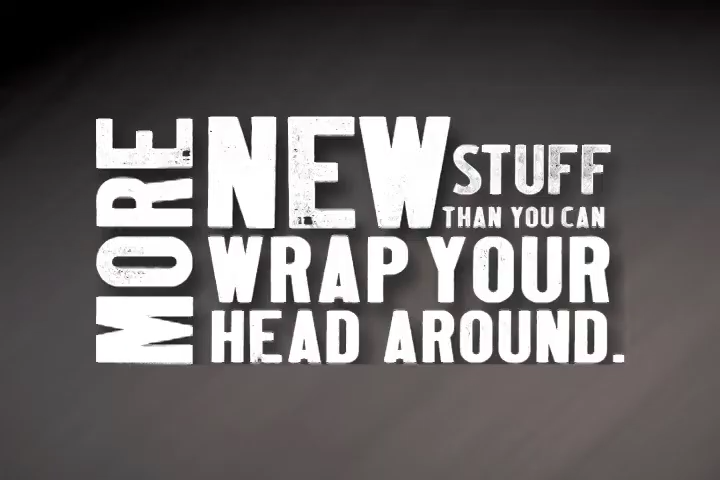 MORE
NEW STUFF
THAN YOU CAN
WRAP YOUR
HEAD AROUND.